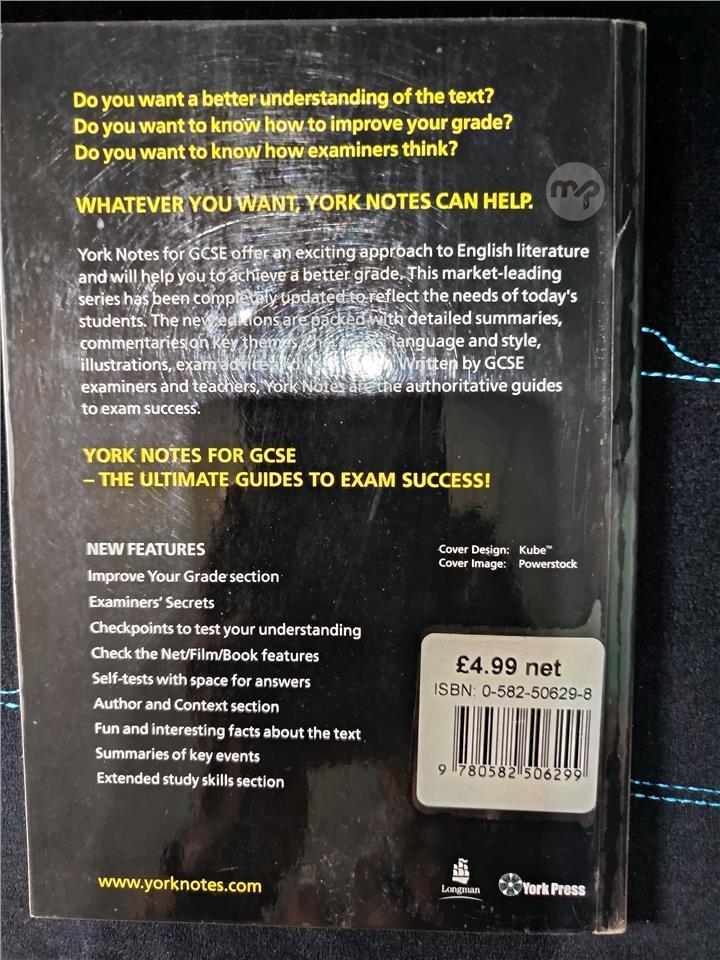 Do you want a better understanding of the text?
Do you want to know how to improve your grade?
Do you want to know how examiners think?
mp
WHATEVER YOU WANT, YORK NOTES CAN HELP.
York Notes for GCSE offer an exciting approach to English literature
and will help you to achieve a better grade. This market-leading
series has been completely updated to reflect the needs of today's
students. The new editions are packed with detailed summaries,
commentaries on key themes, language and style,
illustrations, exam advice Written by GCSE
examiners and teachers, York Notes are the authoritative guides
to exam success.
YORK NOTES FOR GCSE
– THE ULTIMATE GUIDES TO EXAM SUCCESS!
NEW FEATURES
Improve Your Grade section
Examiners' Secrets
Checkpoints to test your understanding
Check the Net/Film/Book features
Self-tests with space for answers
Author and Context section
Fun and interesting facts about the text
Summaries of key events
Extended study skills section
Cover Design: Kube™
Cover Image: Powerstock
£4.99 net
ISBN: 0-582-50629-8
9 780582 506299
www.yorknotes.com
Longman
York Press